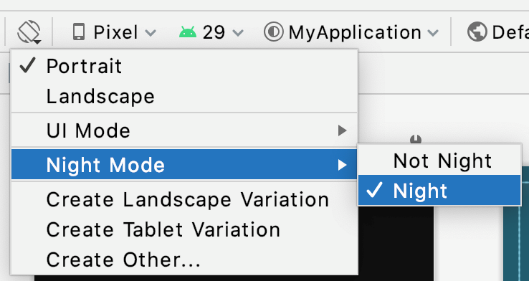 Pixel 29 MyApplication Defa
Portrait
Landscape
UI Mode
Night Mode
Not Night
Night
Create Landscape Variation
Create Tablet Variation
Create Other...